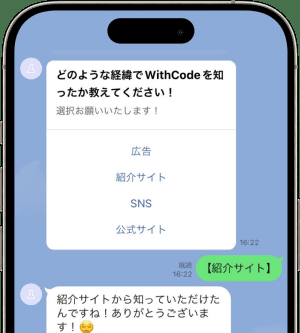 どのような経緯でWithCodeを知
ったか教えてください！
選択お願いいたします！
広告
紹介サイト
SNS
公式サイト
16:22
既読
16:22
【紹介サイト】
紹介サイトから知っていただけた
んですね！ありがとうございま
す！😊